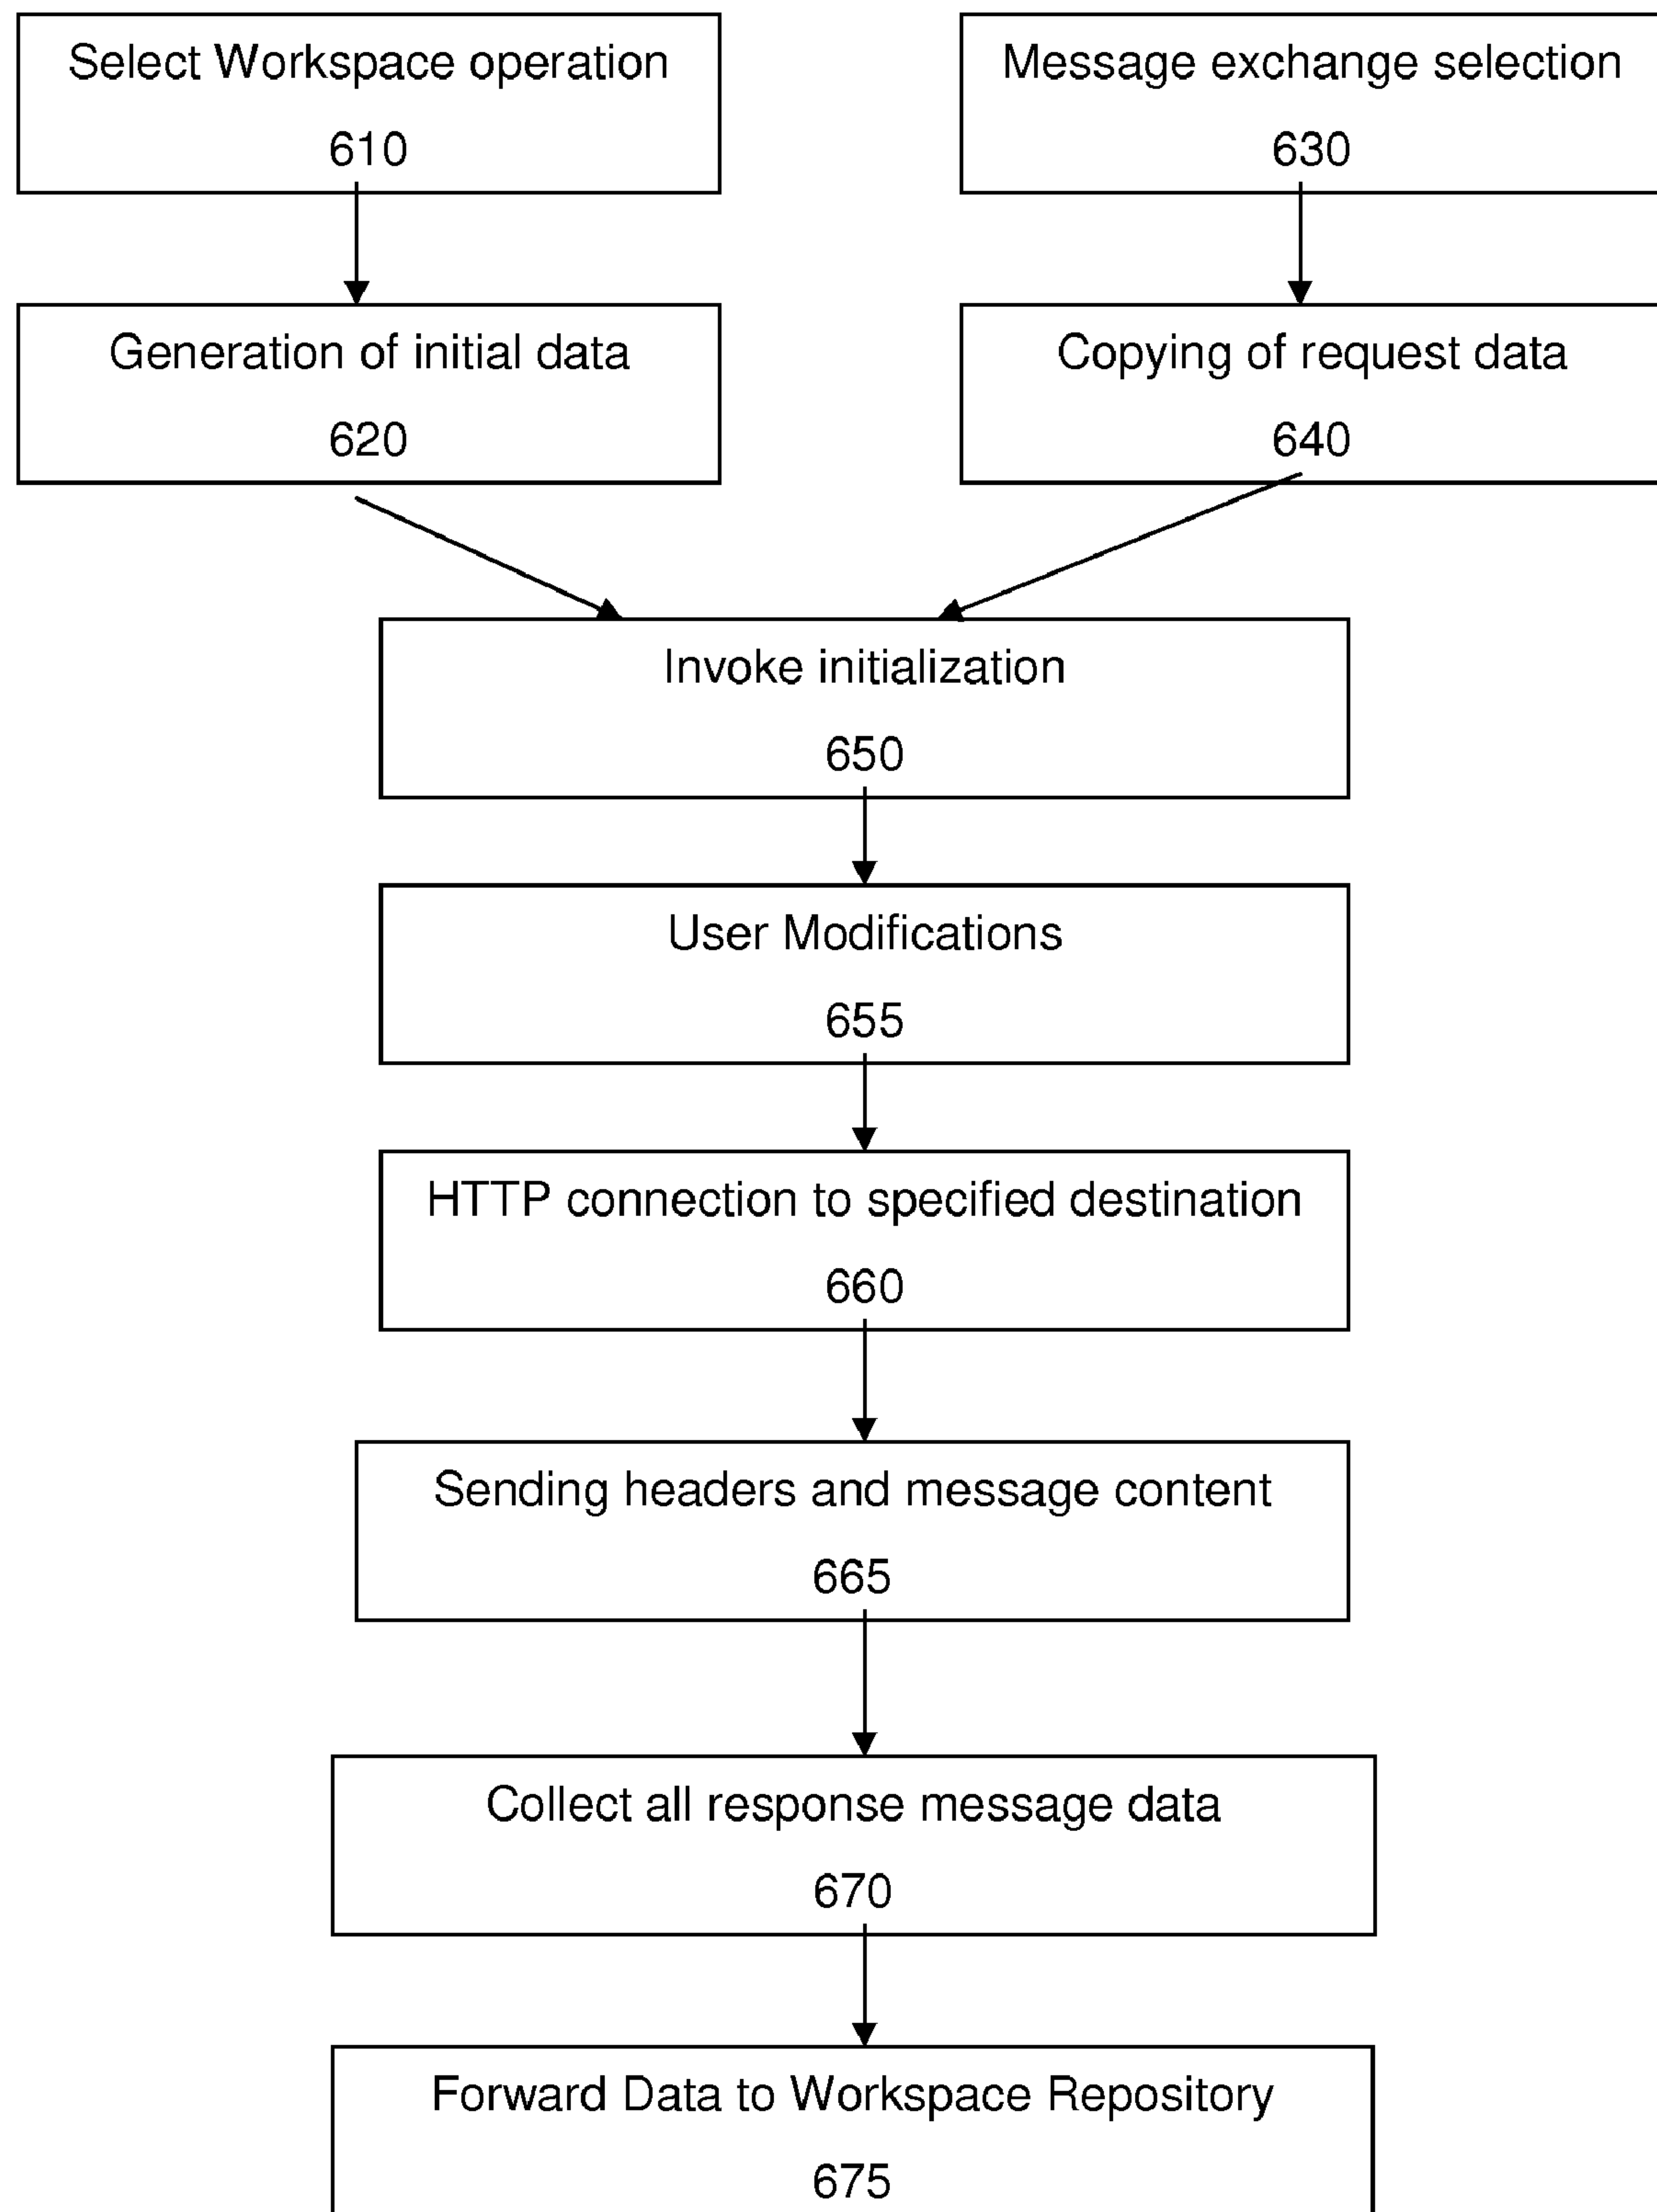 Select Workspace operation
610
Message exchange selection
630
Generation of initial data
620
Copying of request data
640
Invoke initialization
650
User Modifications
655
HTTP connection to specified destination
660
Sending headers and message content
665
Collect all response message data
670
Forward Data to Workspace Repository
675